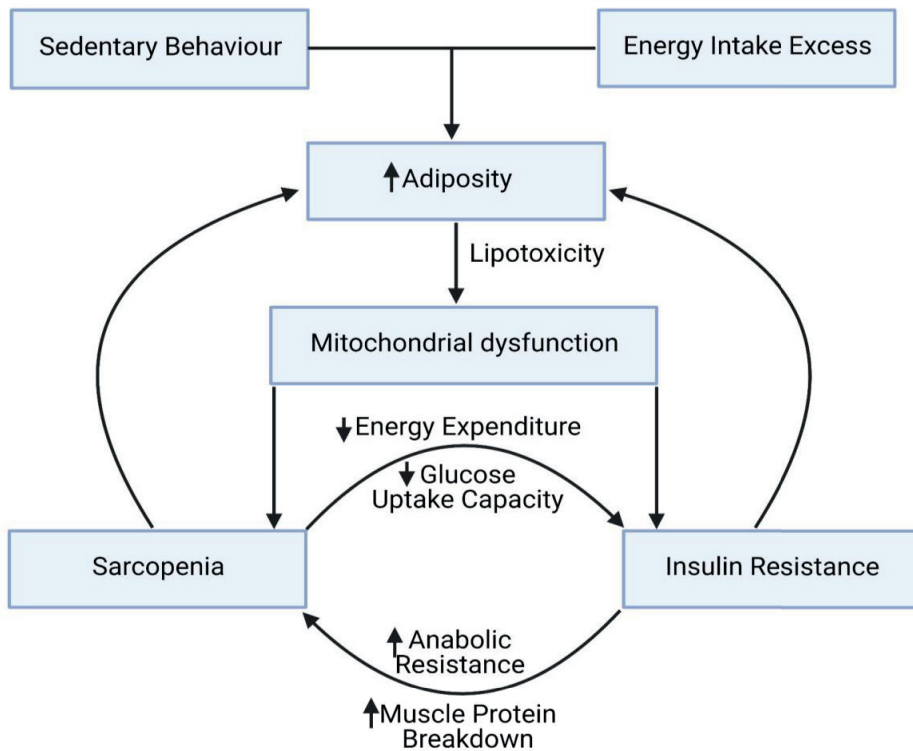 Sedentary Behaviour
Energy Intake Excess
↑Adiposity
Lipotoxicity
Mitochondrial dysfunction
↓Energy Expenditure
↓Glucose
Uptake Capacity
Sarcopenia
Insulin Resistance
↑Anabolic
Resistance
↑Muscle Protein
Breakdown